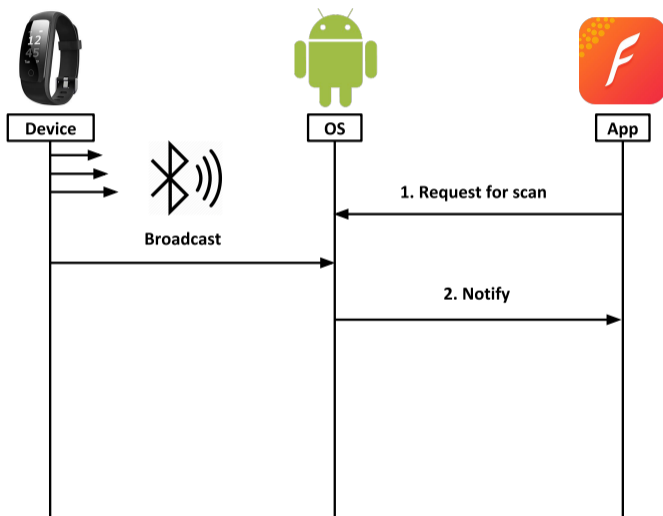 Device
OS
App
1. Request for scan
Broadcast
2. Notify